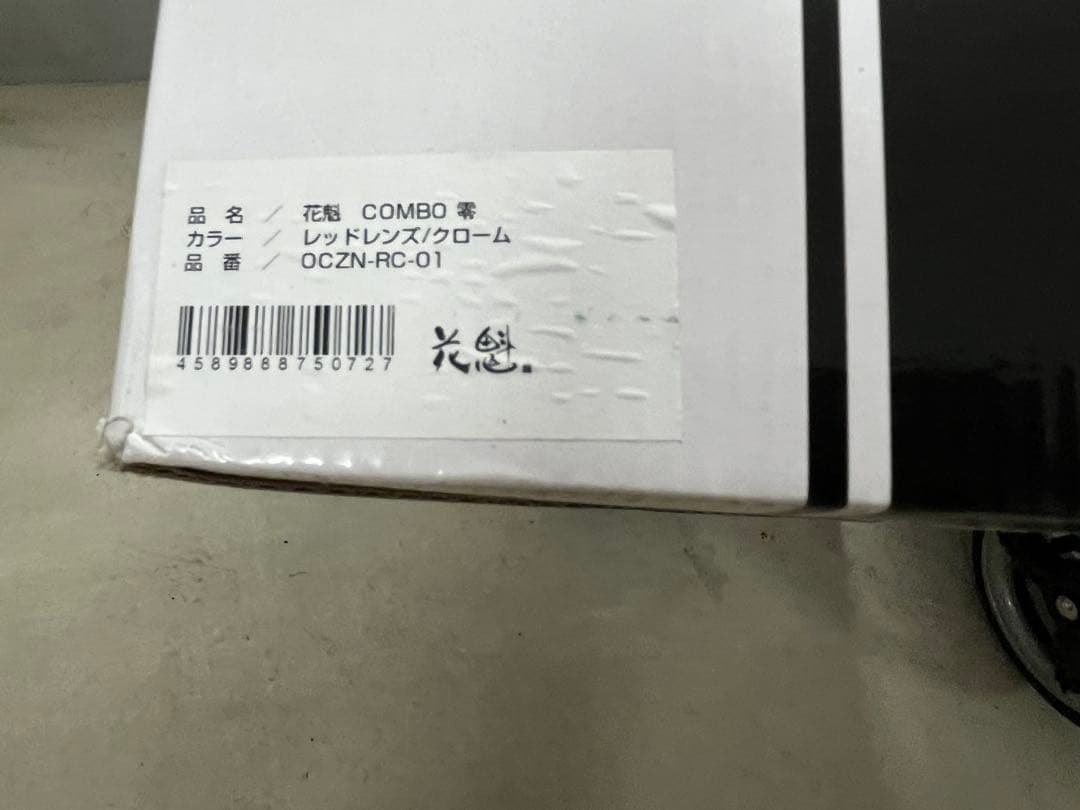 品 名 ／ 花魁 COMBO 零
カラー ／ レッドレンズ/クローム
品 番 ／ OCZN-RC-01
4589888750727
花魁